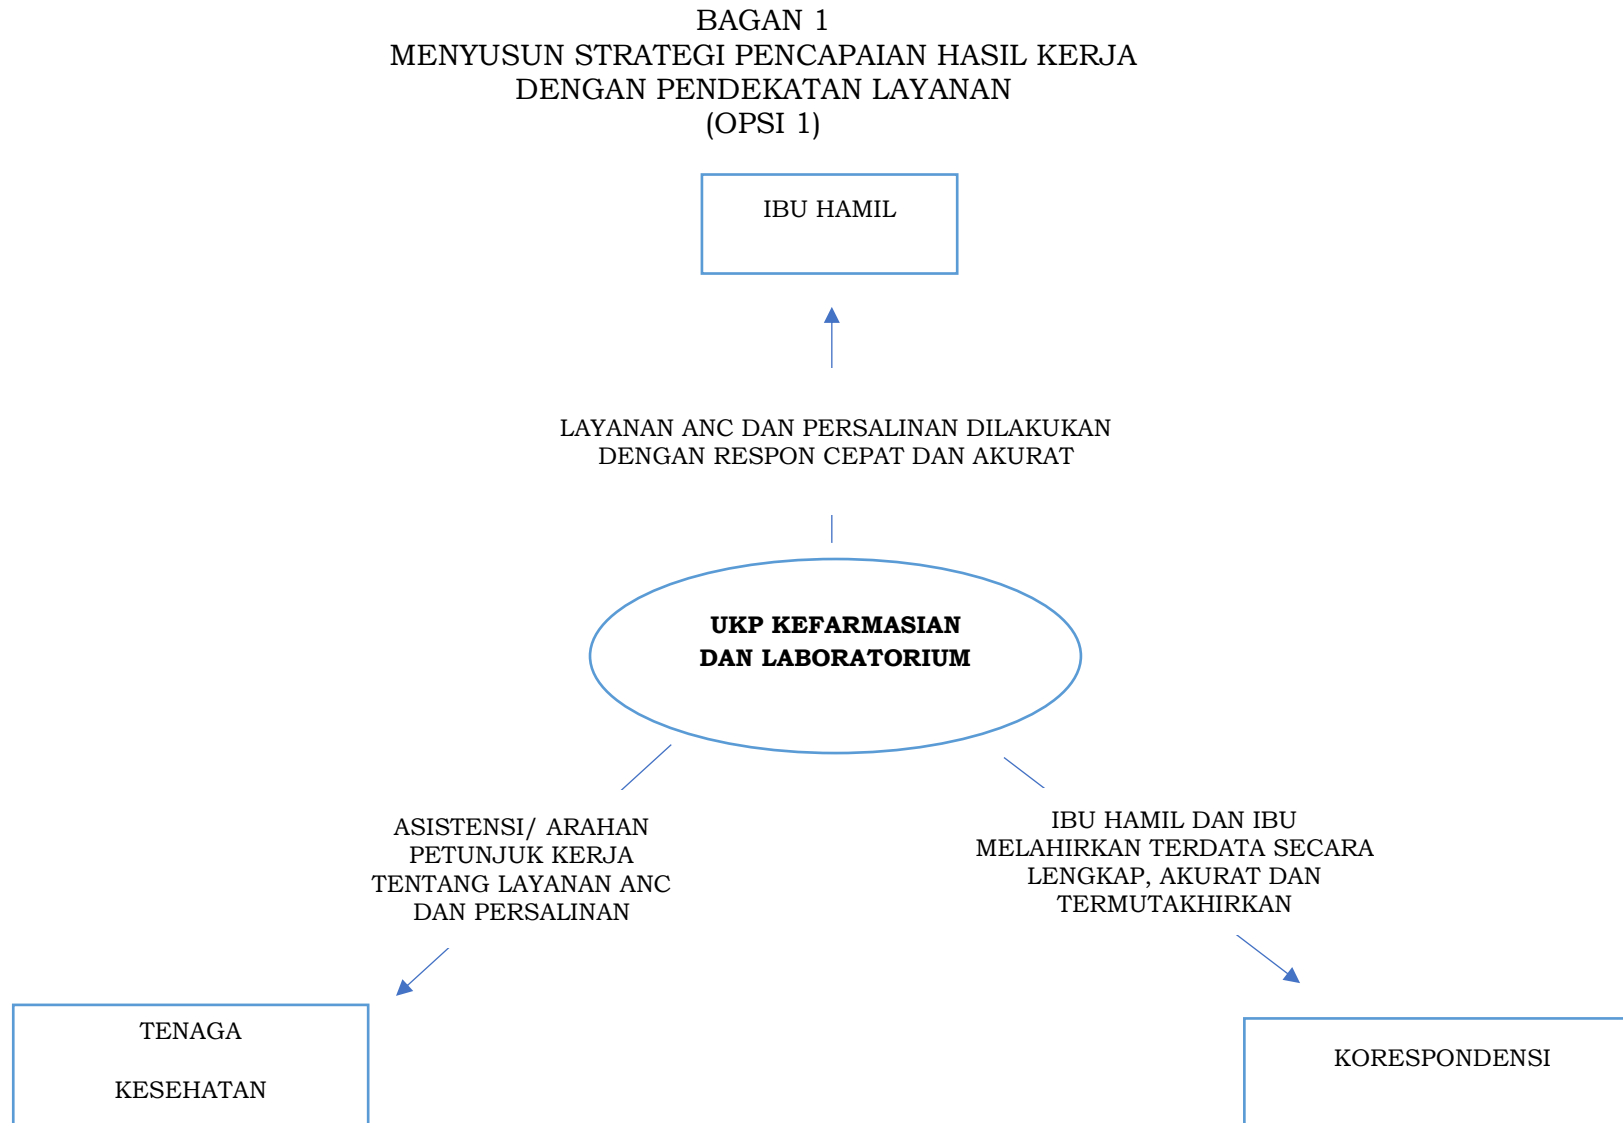 BAGAN 1
MENYUSUN STRATEGI PENCAPAIAN HASIL KERJA
DENGAN PENDEKATAN LAYANAN
(OPSI 1)
IBU HAMIL
LAYANAN ANC DAN PERSALINAN DILAKUKAN
DENGAN RESPON CEPAT DAN AKURAT
UKP KEFARMASIAN
DAN LABORATORIUM
ASISTENSI/ ARAHAN
PETUNJUK KERJA
TENTANG LAYANAN ANC
DAN PERSALINAN
IBU HAMIL DAN IBU
MELAHIRKAN TERDATA SECARA
LENGKAP, AKURAT DAN
TERMUTAKHIRKAN
TENAGA
KESEHATAN
KORESPONDENSI